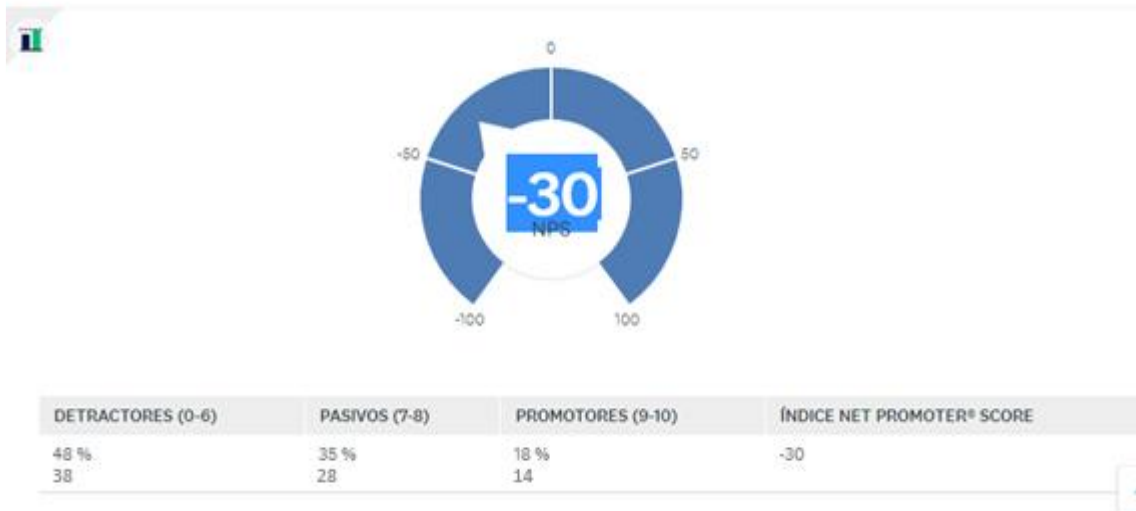 0
-50
50
-30
NPS
-100
100
DETRACTORES (0-6) PASIVOS (7-8) PROMOTORES (9-10) ÍNDICE NET PROMOTER® SCORE
48 % 35 % 18 % -30
38 28 14